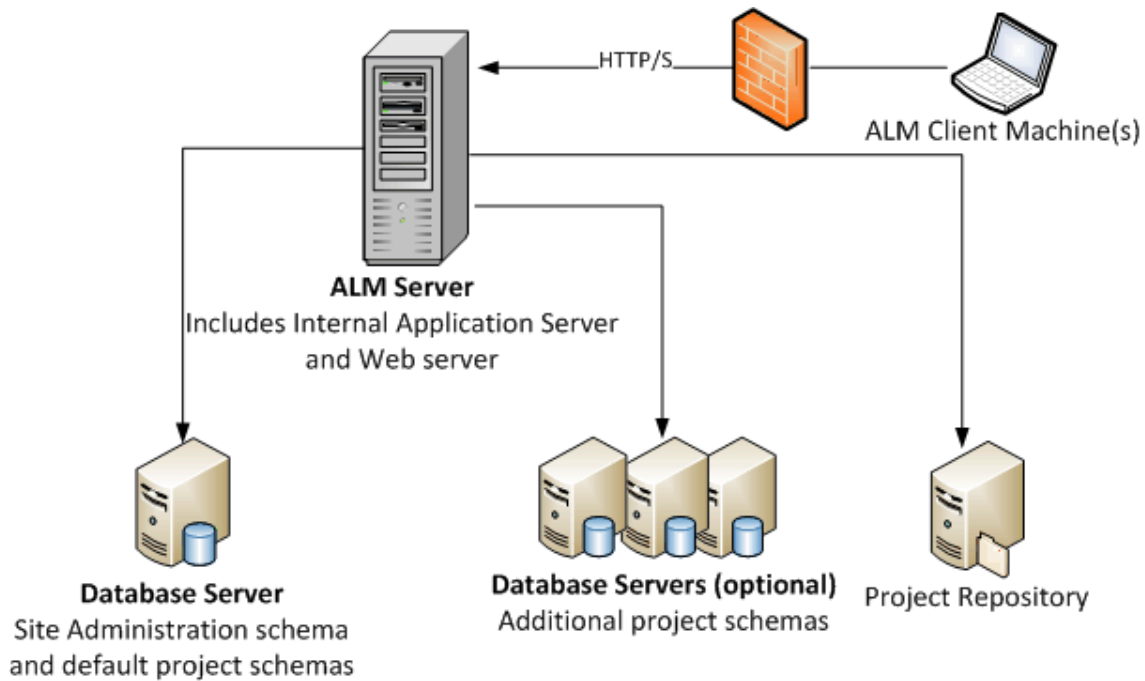 HTTP/S
ALM Client Machine(s)
ALM Server
Includes Internal Application Server
and Web server
Database Server
Site Administration schema
and default project schemas
Database Servers (optional)
Additional project schemas
Project Repository